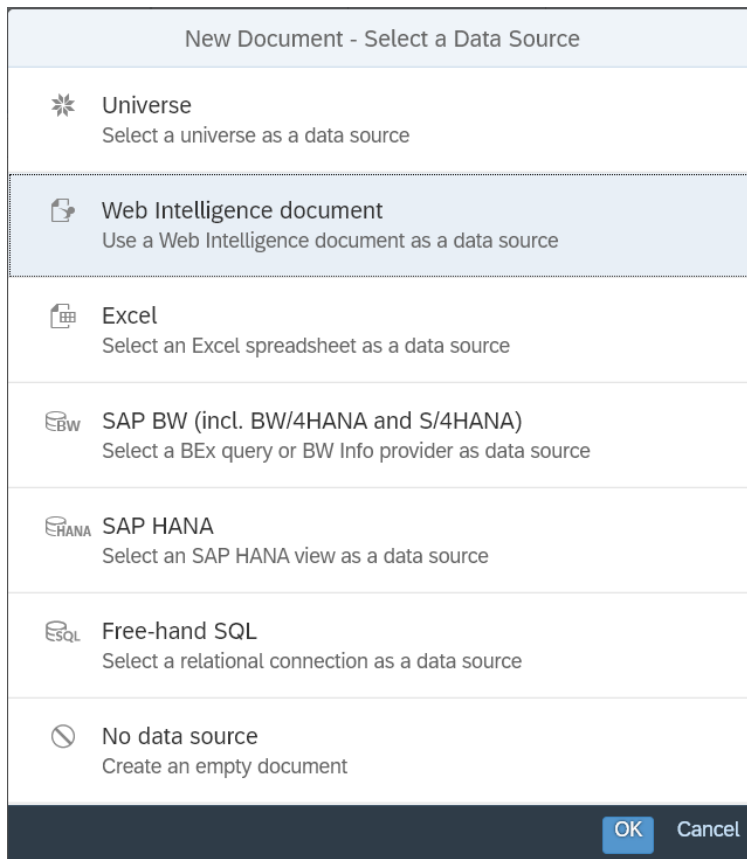 New Document - Select a Data Source
Universe
Select a universe as a data source
Web Intelligence document
Use a Web Intelligence document as a data source
Excel
Select an Excel spreadsheet as a data source
BW
SAP BW (incl. BW/4HANA and S/4HANA)
Select a BEx query or BW Info provider as data source
HANA
SAP HANA
Select an SAP HANA view as a data source
SQL
Free-hand SQL
Select a relational connection as a data source
No data source
Create an empty document
OK Cancel